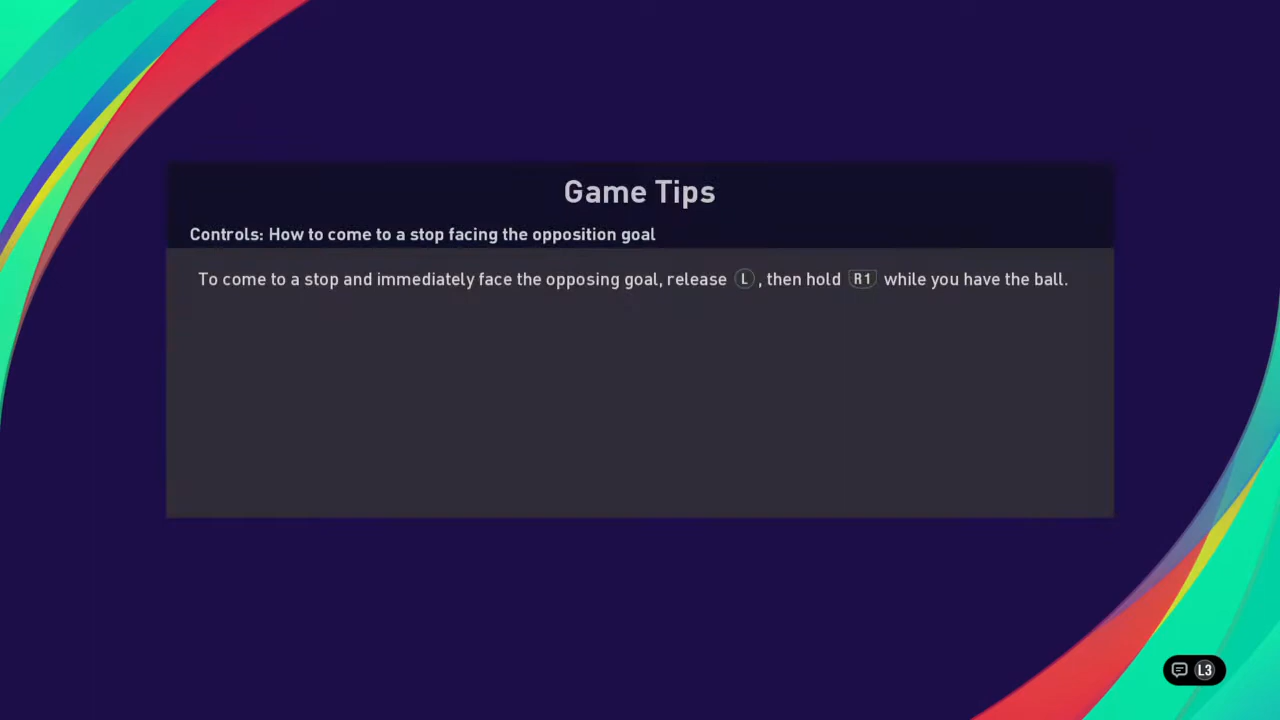 Game Tips
Controls: How to come to a stop facing the opposition goal
To come to a stop and immediately face the opposing goal, release L, then hold R1 while you have the ball.
L3